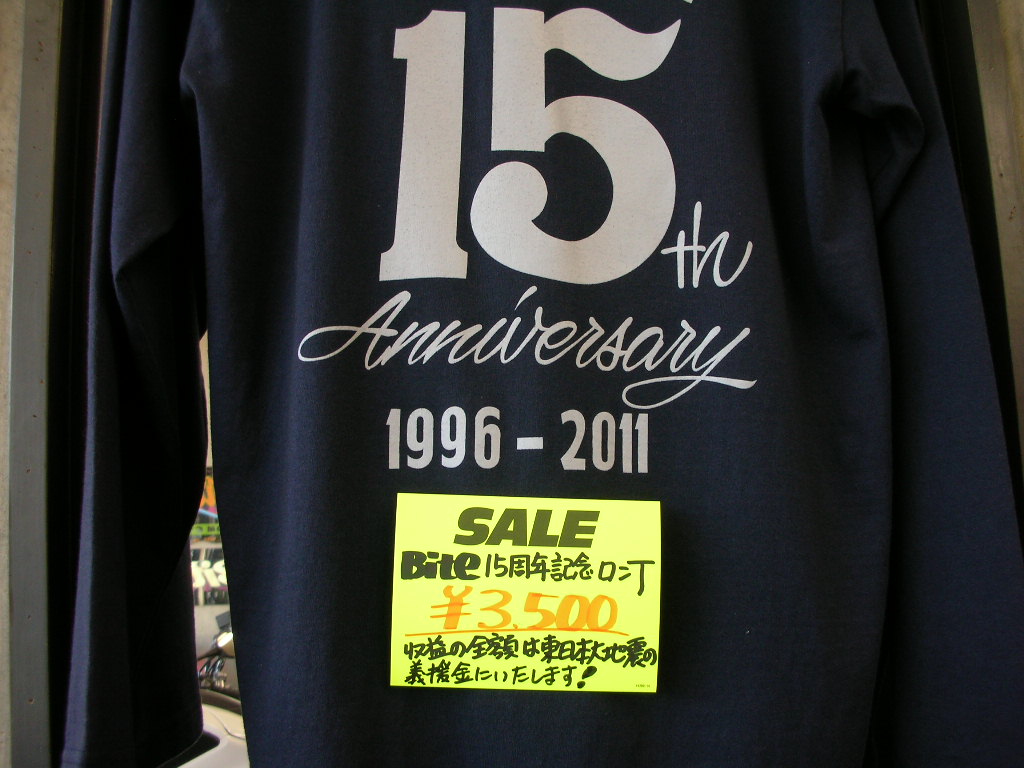 15th
Anniversary
1996 - 2011
SALE
Bite 15周年記念ロンT
¥3,500
収益の全額は東日本大地震の
義援金にいたします!